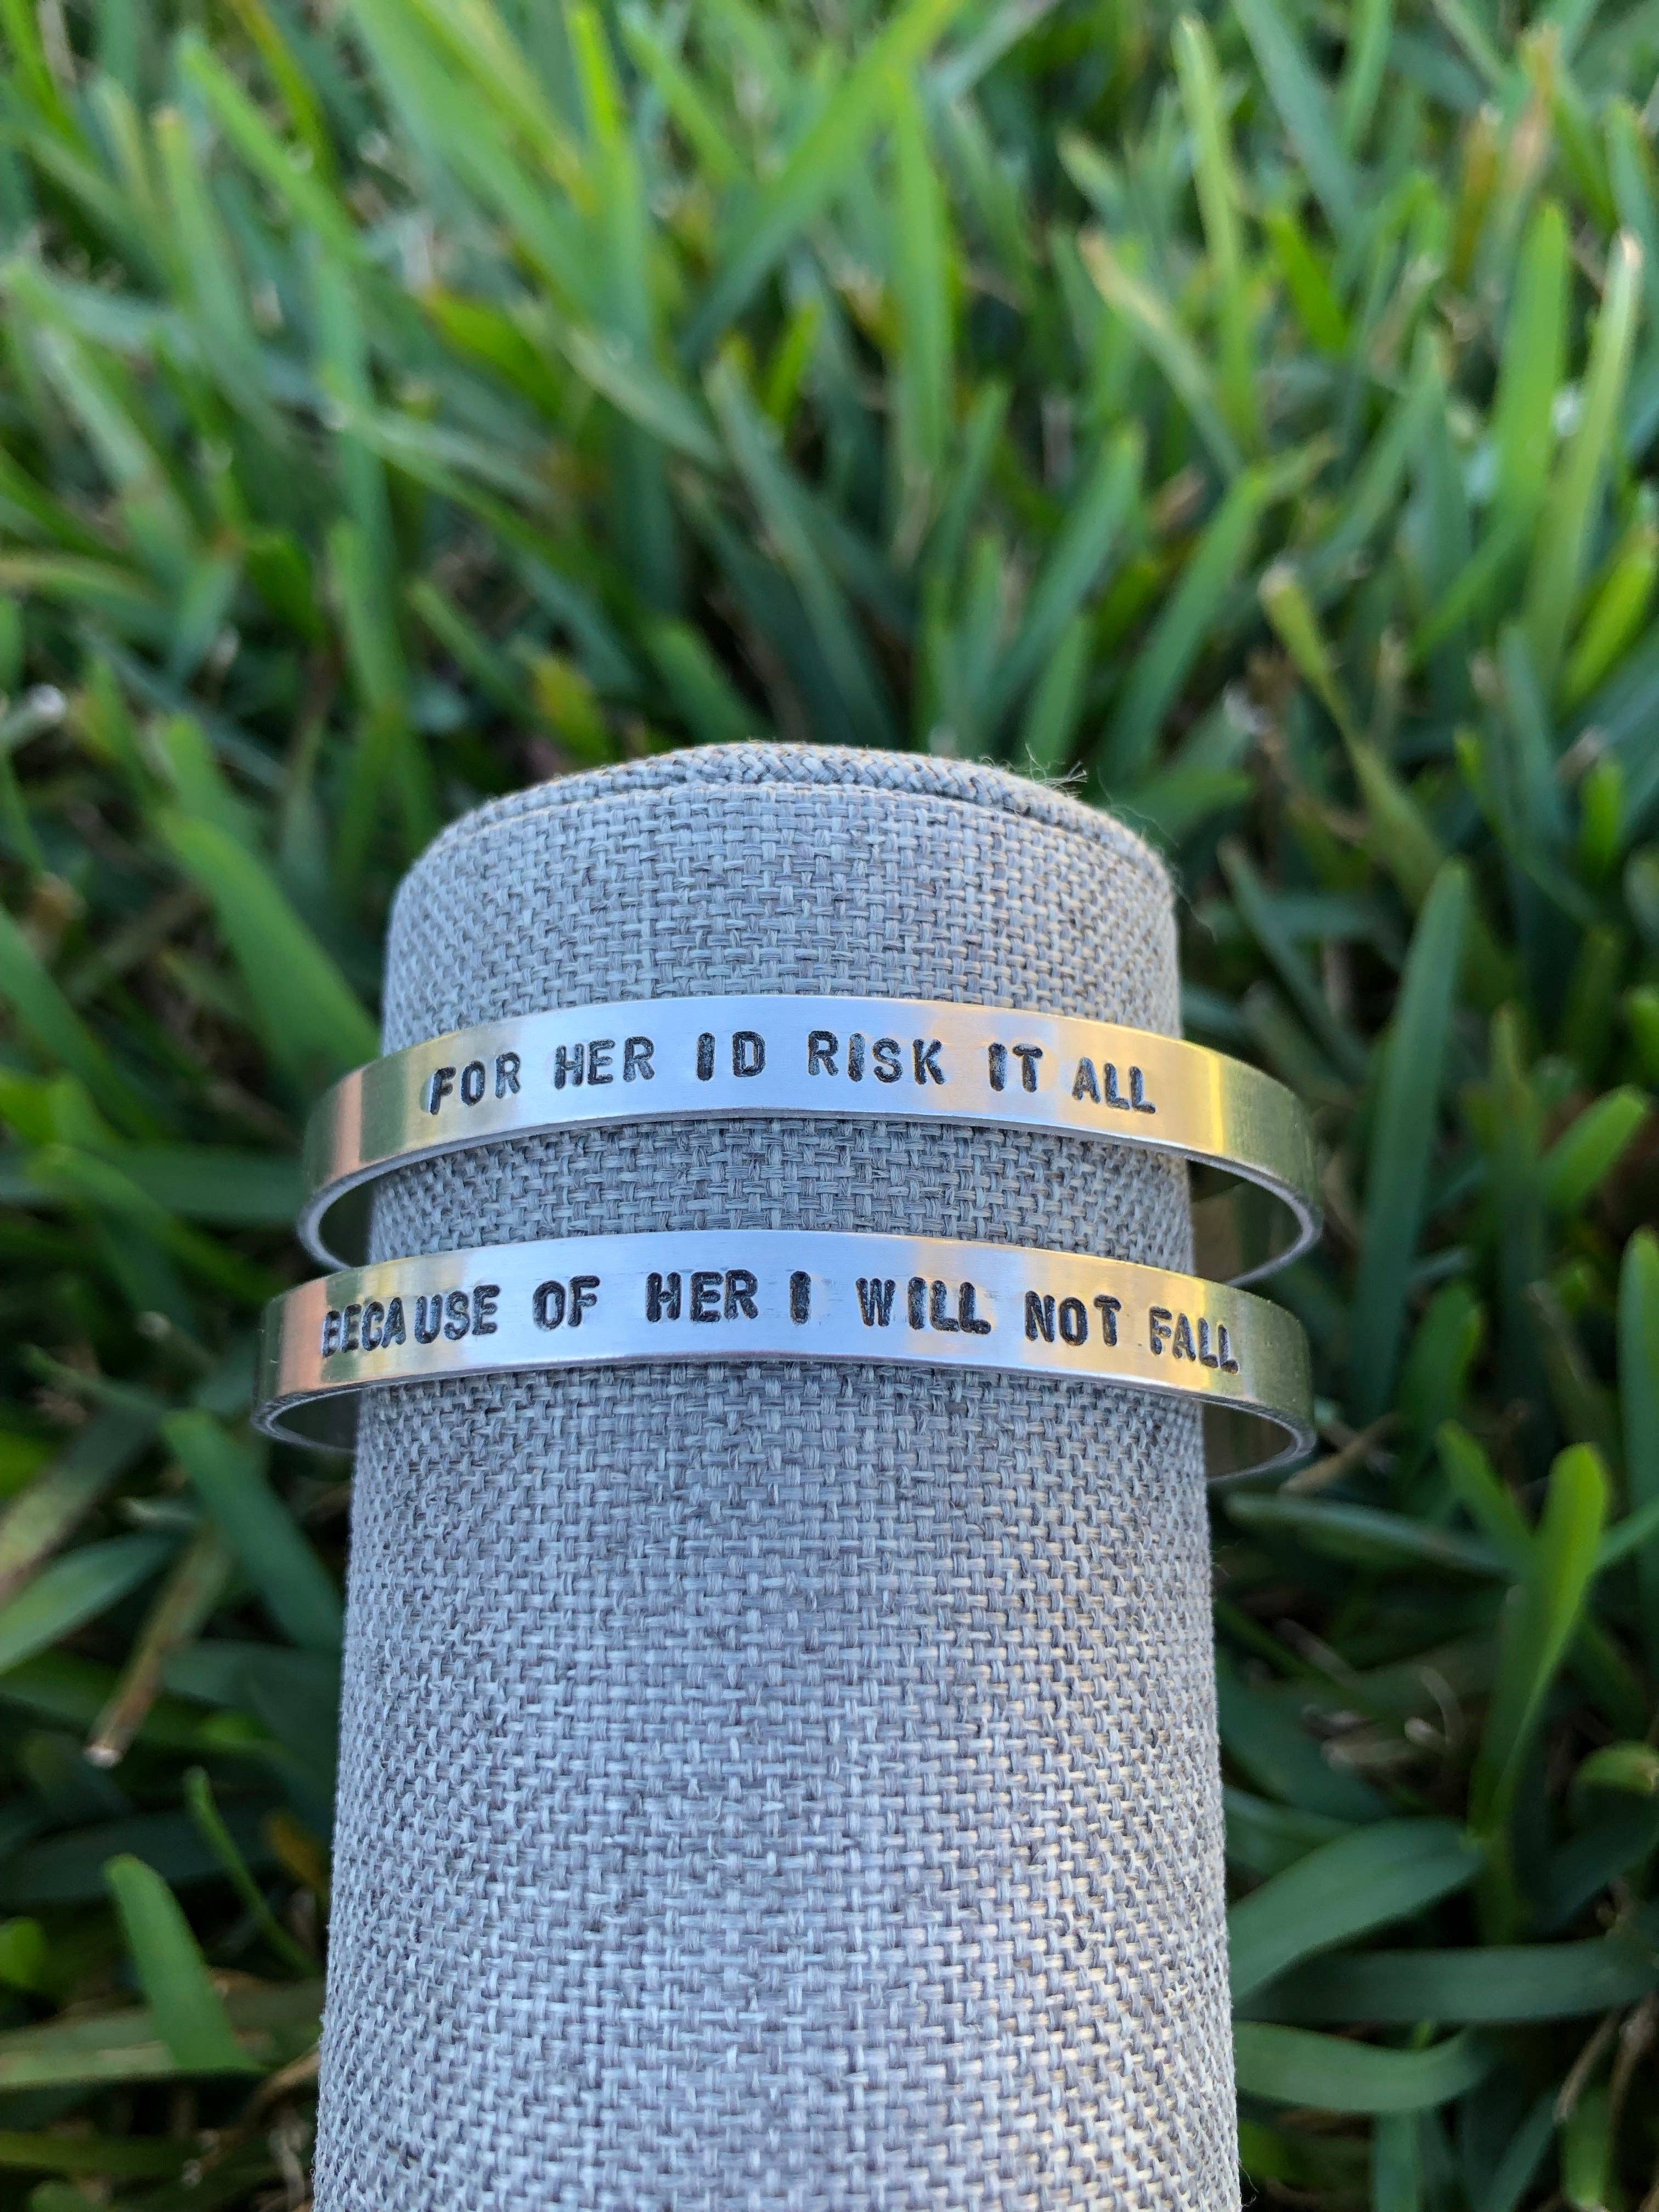 FOR HER ID RISK IT ALL
BECAUSE OF HER I WILL NOT FALL